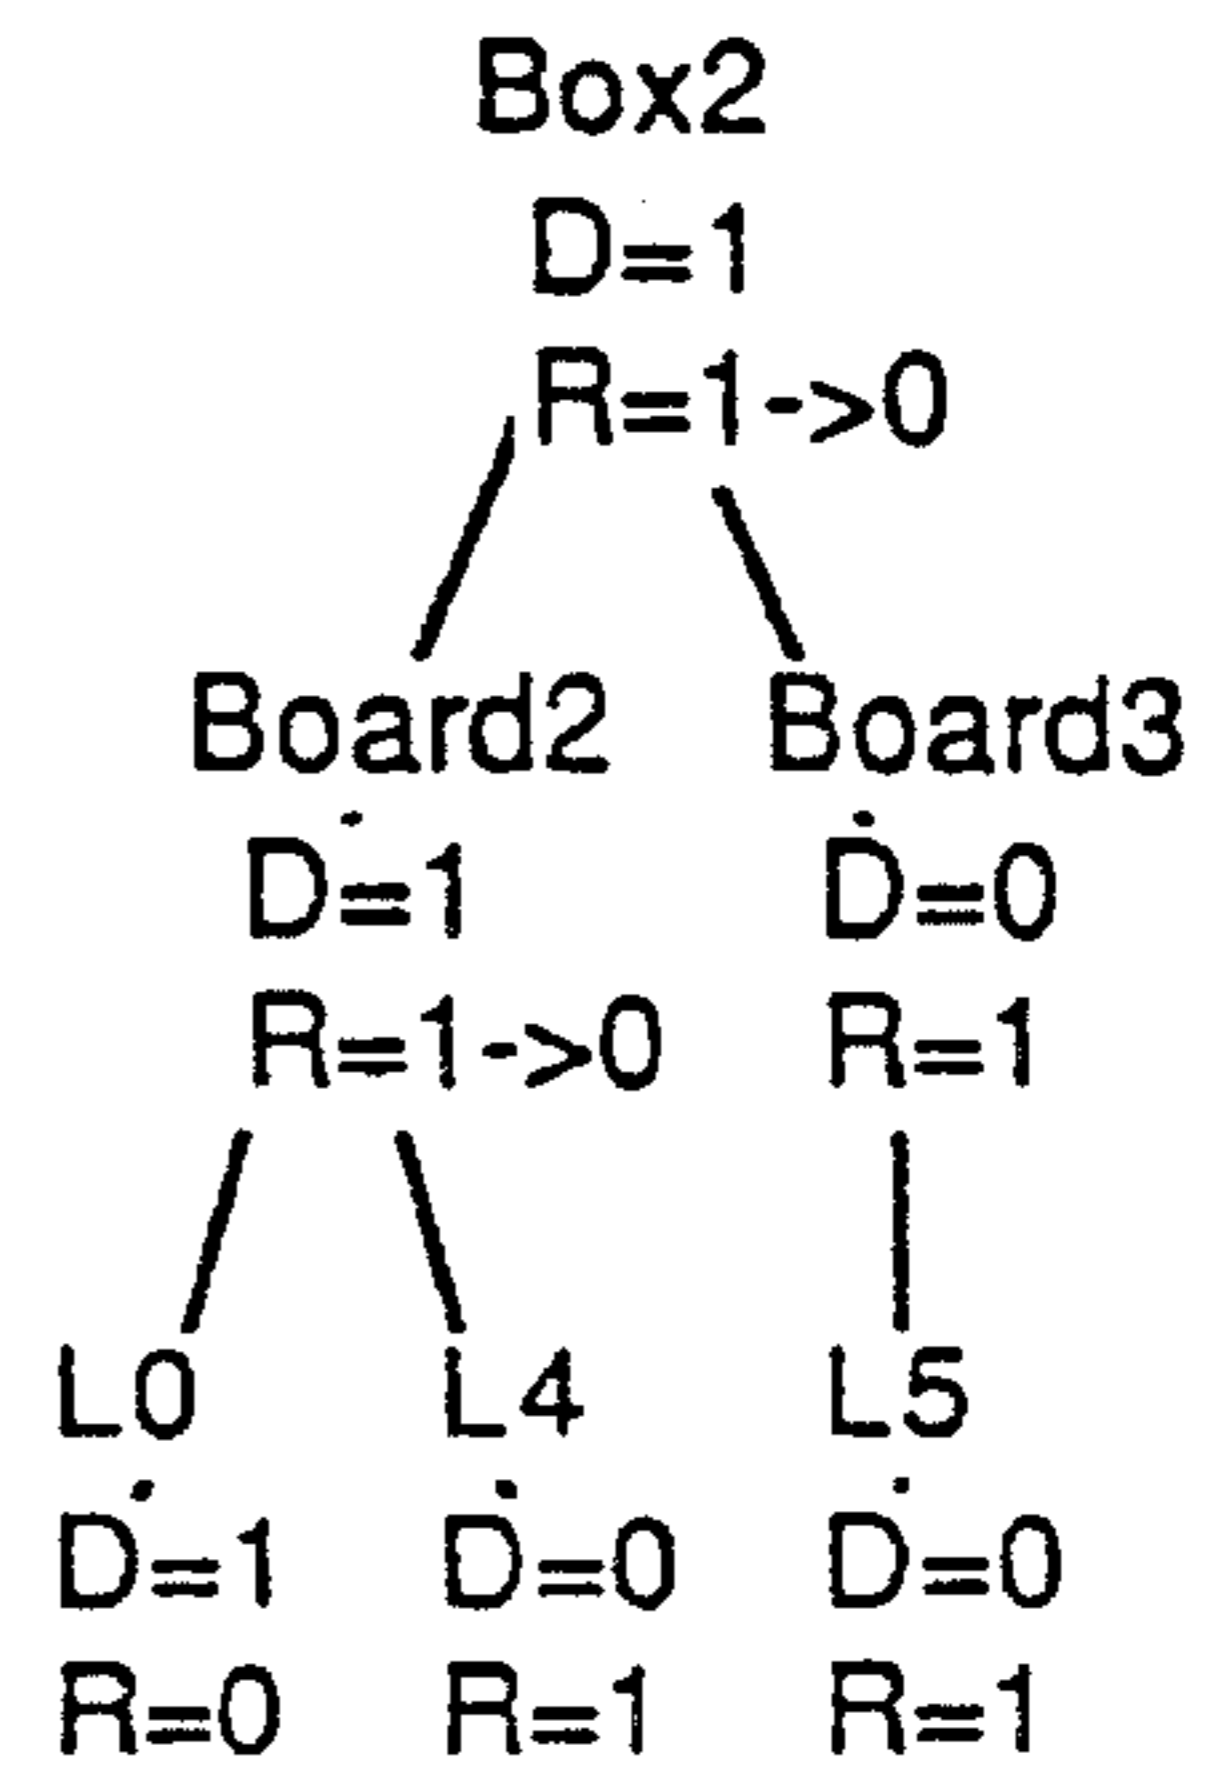 Box2
D=1
R=1->0
Board2 Board3
D=1 D=0
R=1->0 R=1
L0 L4 L5
D=1 D=0 D=0
R=0 R=1 R=1